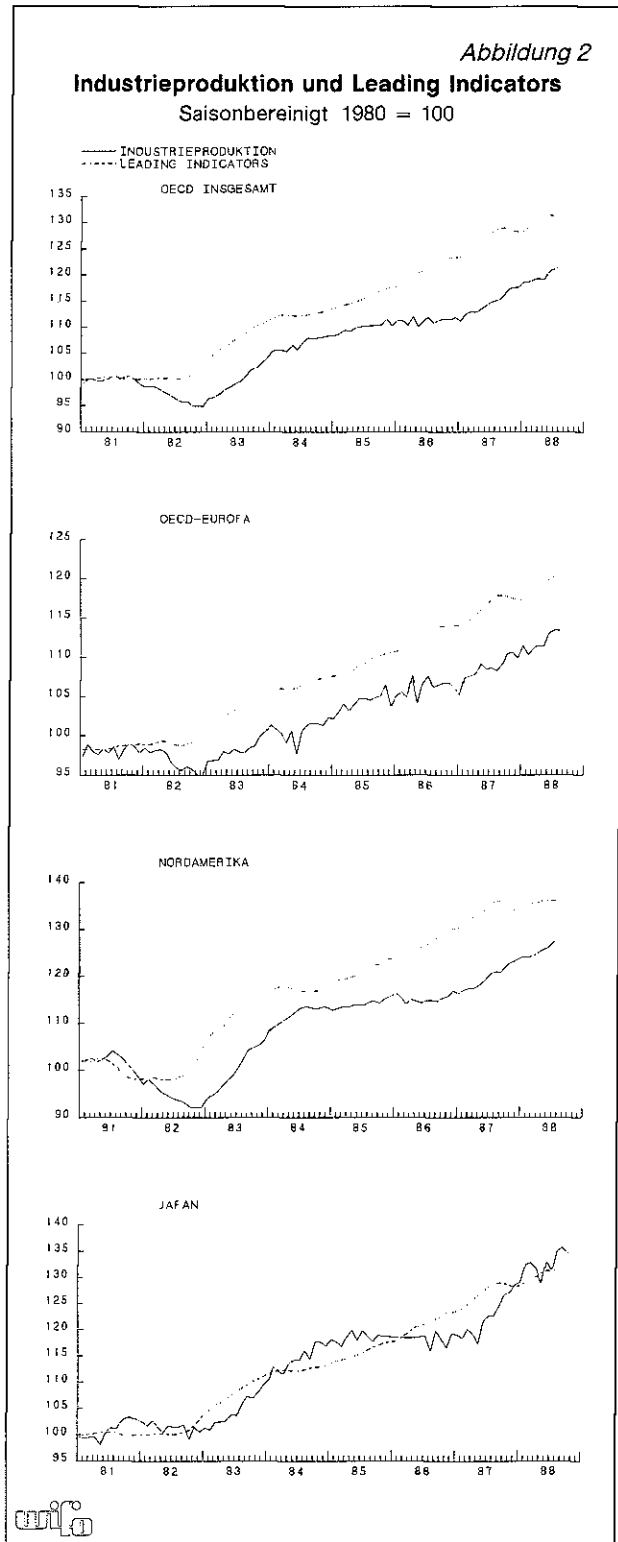 Abbildung 2
Industrieproduktion und Leading Indicators
Saisonbereinigt 1980 = 100
INDUSTRIEPRODUKTION
LEADING INDICATORS
OECD INSGESAMT
135
130
125
120
115
110
105
100
95
90
81 82 83 84 85 86 87 88
OECD-EUROPA
125
120
115
110
105
100
95
81 82 83 84 85 86 87 88
NORDAMERIKA
140
130
120
110
100
90
81 82 83 84 85 86 87 88
JAPAN
140
135
130
125
120
115
110
105
100
95
81 82 83 84 85 86 87 88
wifo